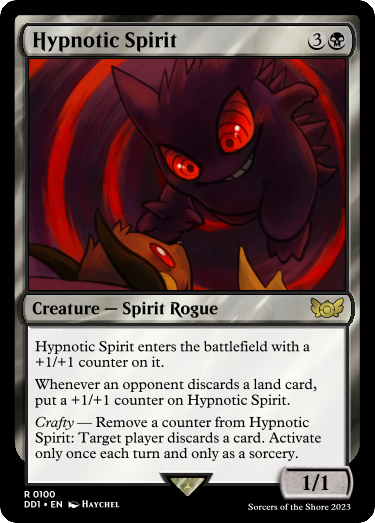 Hypnotic Spirit 3
Creature — Spirit Rogue
Hypnotic Spirit enters the battlefield with a
+1/+1 counter on it.
Whenever an opponent discards a land card,
put a +1/+1 counter on Hypnotic Spirit.
Crafty — Remove a counter from Hypnotic
Spirit: Target player discards a card. Activate
only once each turn and only as a sorcery.
1/1
R 0100
DD1 • EN Haychel
Sorcers of the Shore 2023